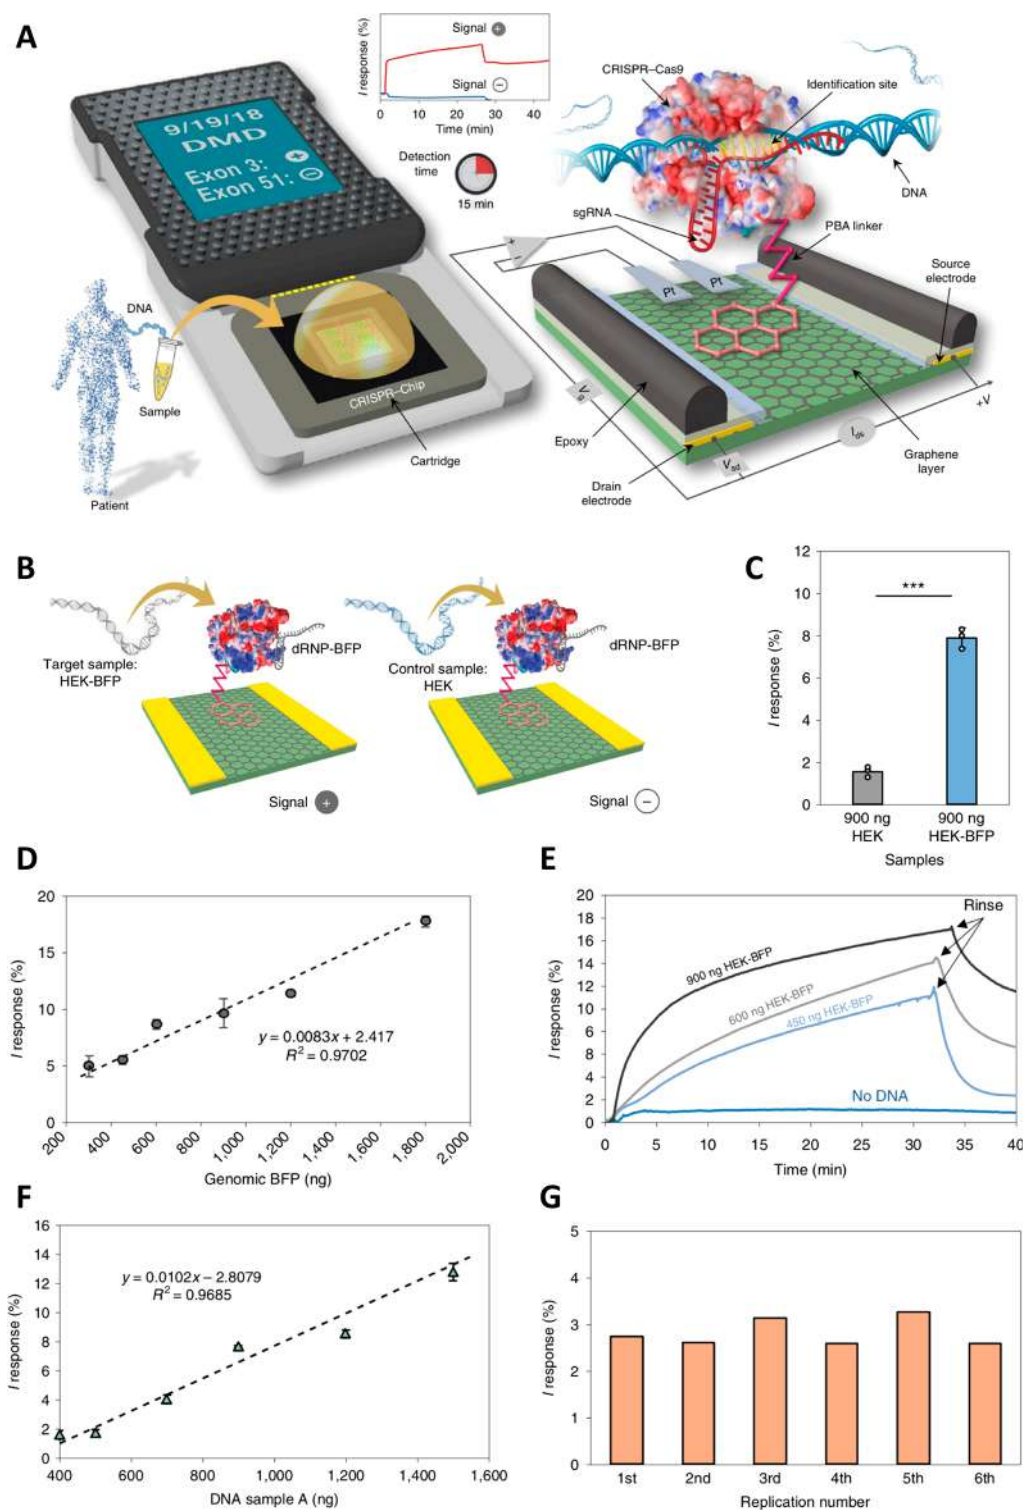 A
9/19/18
DMD
Exon 3: +
Exon 51: −
I response (%)
Signal +
Signal −
0
20
40
Time (min)
Detection
time
15 min
CRISPR–Cas9
Identification site
DNA
sgRNA
PBA linker
Source
electrode
Pt
Pt
+
−
DNA
Sample
Patient
CRISPR–Chip
Cartridge
Epoxy
Drain
electrode
Graphene
layer
+V
B
Target sample:
HEK-BFP
dRNP-BFP
Signal +
Control sample:
HEK
dRNP-BFP
Signal −
C
I response (%)
12
10
8
6
4
2
0
***
900 ng
HEK
900 ng
HEK-BFP
Samples
D
I response (%)
20
15
10
5
0
y = 0.0083x + 2.417
R² = 0.9702
200
400
600
800
1,000
1,200
1,400
1,600
1,800
2,000
Genomic BFP (ng)
E
I response (%)
20
18
16
14
12
10
8
14
2
0
Rinse
900 ng HEK-BFP
600 ng HEK-BFP
450 ng HEK-BFP
No DNA
0
5
10
15
20
25
30
35
40
Time (min)
F
I response (%)
16
14
12
10
8
6
4
2
0
y = 0.0102x – 2.8079
R² = 0.9685
400
600
800
1,000
1,200
1,400
1,600
DNA sample A (ng)
G
I response (%)
5
4
3
2
1
0
1st
2nd
3rd
4th
5th
6th
Replication number